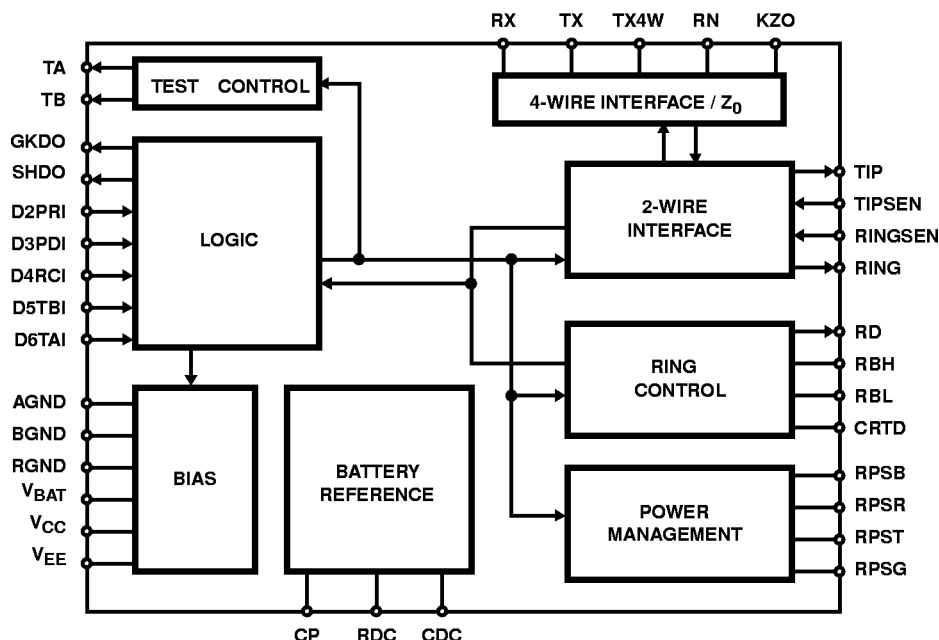 RX TX TX4W RN KZO
TA
TB
TEST CONTROL
4-WIRE INTERFACE / Z0
GKDO
SHDO
D2PRI
D3PDI
D4RCI
D5TBI
D6TAI
LOGIC
2-WIRE
INTERFACE
TIP
TIPSEN
RINGSEN
RING
RING
CONTROL
RD
RBH
RBL
CRTD
AGND
BGND
RGND
VBAT
VCC
VEE
BIAS
BATTERY
REFERENCE
POWER
MANAGEMENT
RPSB
RPSR
RPST
RPSG
CP RDC CDC